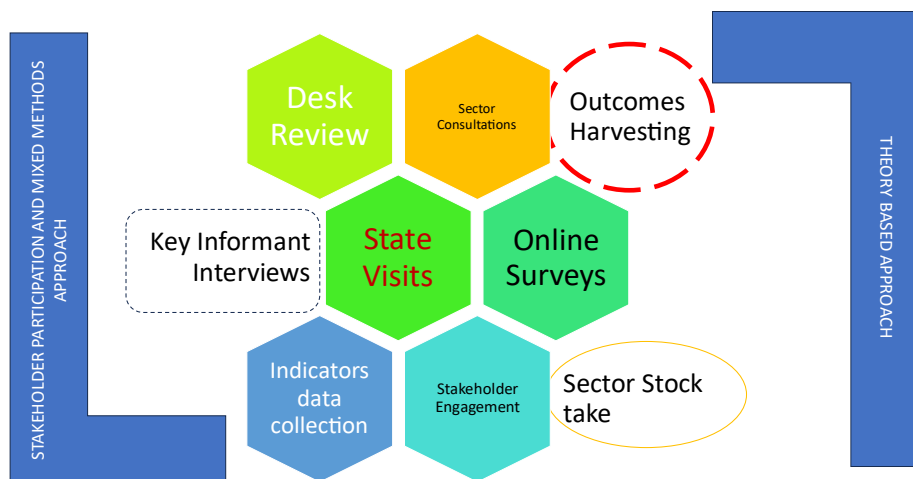 STAKEHOLDER PARTICIPATION AND MIXED METHODS
APPROACH
Desk
Review
Sector
Consultations
Outcomes
Harvesting
Key Informant
Interviews
State
Visits
Online
Surveys
Indicators
data
collection
Stakeholder
Engagement
Sector Stock
take
THEORY BASED APPROACH